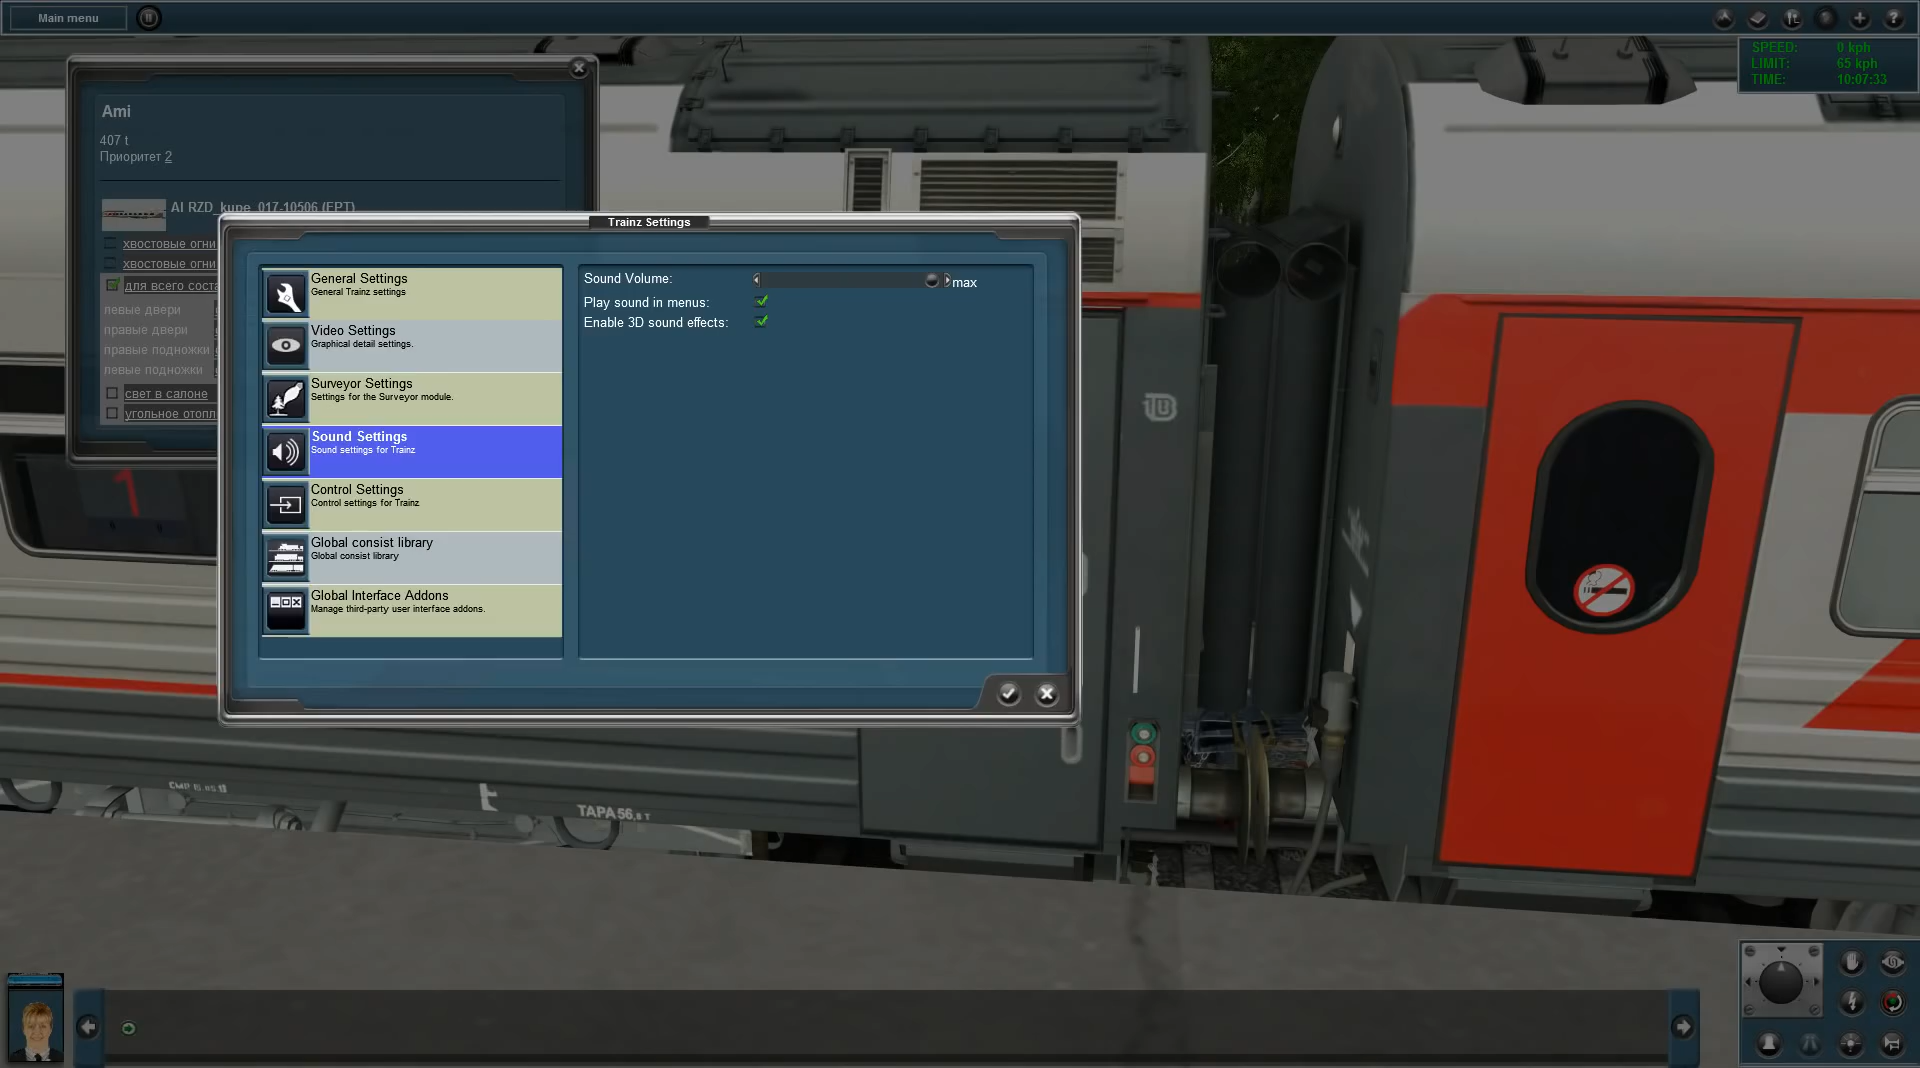 Main menu
SPEED: 0 kph
LIMIT: 65 kph
TIME: 10:07:33
Ami
407 t
Приоритет 2
AI RZD_kupe_017-10506 (EPT)
хвостовые огни
хвостовые огни
для всего соста
левые двери
правые двери
правые подножки
левые подножки
свет в салоне
угольное отопл
Trainz Settings
General Settings
General Trainz settings
Video Settings
Graphical detail settings.
Surveyor Settings
Settings for the Surveyor module.
Sound Settings
Sound settings for Trainz
Control Settings
Control settings for Trainz
Global consist library
Global consist library
Global Interface Addons
Manage third-party user interface addons.
Sound Volume: max
Play sound in menus:
Enable 3D sound effects:
1
ТАРА 56,8 т